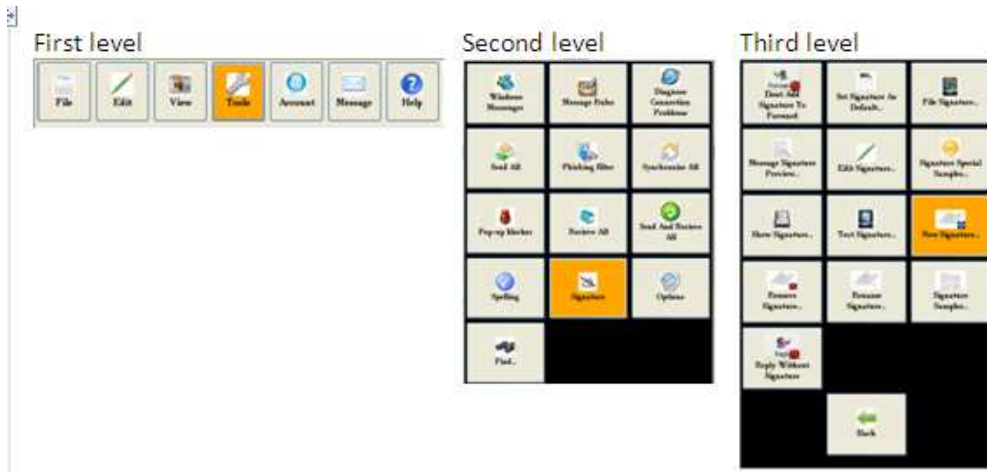 First level
File
Edit
View
Tools
Account
Message
Help
Second level
Windows
Messages
Message Rules
Diagnose
Connection
Problems
Send All
Phishing Filter
Synchronize All
Pop-up Blocker
Recieve All
Send And Recieve
All
Spelling
Signature
Options
Find..
Third level
Signature To
Forward
Set Signature As
Default..
File Signature..
Message Signature
Preview..
Edit Signature..
Signature Special
Samples..
Show Signature..
Text Signature..
New Signature..
Remove
Signature..
Rename
Signature..
Signature
Samples..
Reply Without
Signature
Back